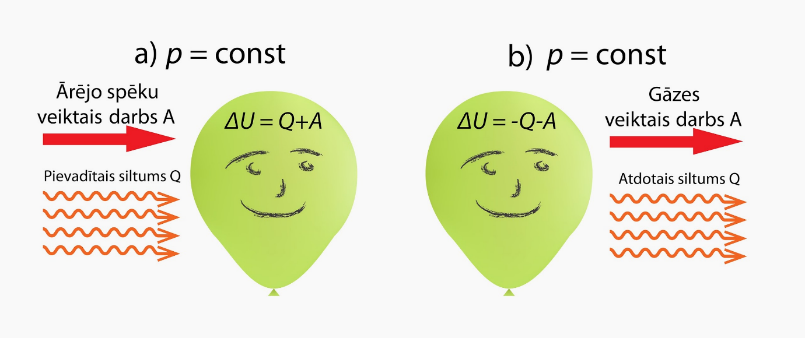 a) p = const
Ārējo spēku
veiktais darbs A
Pievadītais siltums Q
ΔU = Q+A
b) p = const
ΔU = -Q-A
Gāzes
veiktais darbs A
Atdotais siltums Q